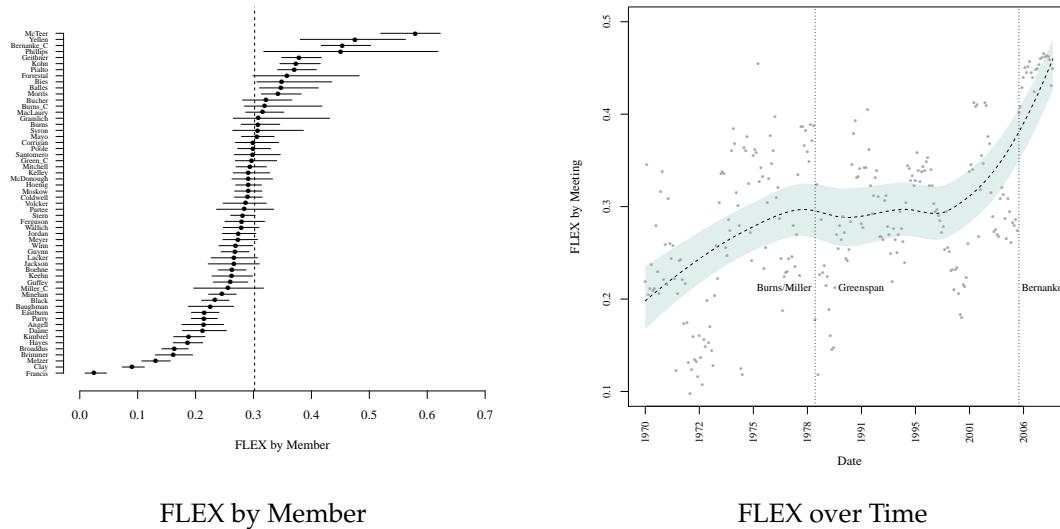 McTeer
Yellen
Bernanke_C
Phillips
Geithner
Kohn
Pialto
Forrestal
Bies
Balles
Morris
Bucher
Burns_C
MacLaury
Gramlich
Burns
Syron
Mayo
Corrigan
Poole
Santomero
Green_C
Mitchell
Kelley
McDonough
Hoenig
Moskow
Coldwell
Volcker
Partee
Stern
Ferguson
Wallich
Jordan
Meyer
Winn
Guynn
Lacker
Jackson
Boehne
Keehn
Guffey
Miller_C
Minehan
Black
Baughman
Eastburn
Parry
Angell
Daane
Kimbrel
Hayes
Broaddus
Brimmer
Melzer
Clay
Francis
0.0 0.1 0.2 0.3 0.4 0.5 0.6 0.7
FLEX by Member
FLEX by Member
0.5
0.4
0.3
0.2
0.1
FLEX by Meeting
Burns/Miller
Greenspan
Bernanke
1970 1972 1975 1978 1991 1995 2001 2006
Date
FLEX over Time